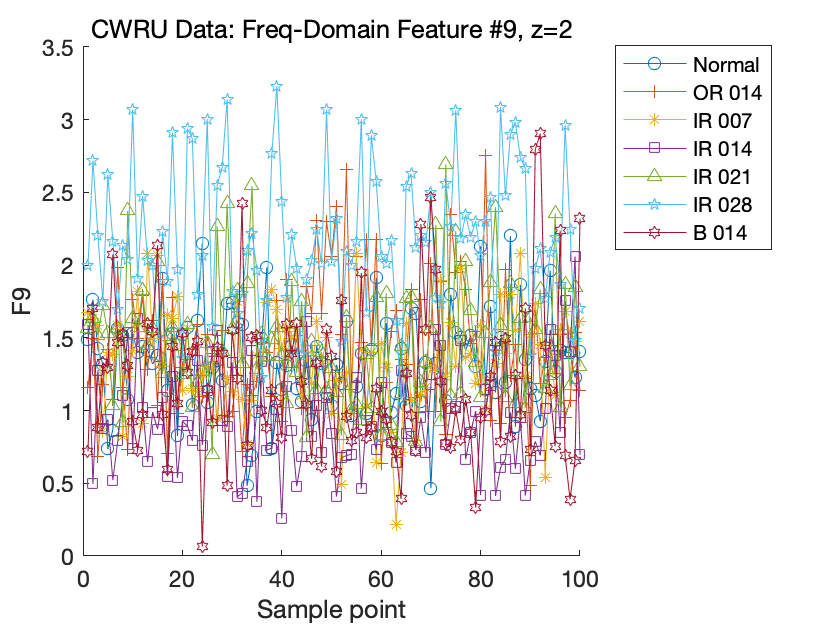 CWRU Data: Freq-Domain Feature #9, z=2
3.5
3
2.5
2
1.5
1
0.5
0
F9
0 20 40 60 80 100
Sample point
Normal
OR 014
IR 007
IR 014
IR 021
IR 028
B 014